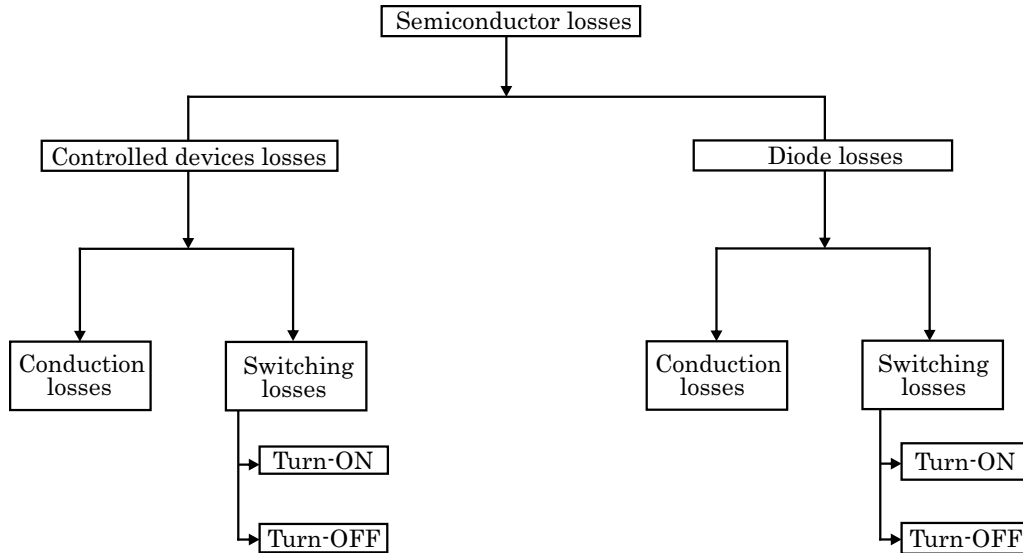 Semiconductor losses
Controlled devices losses
Diode losses
Conduction
losses
Switching
losses
Turn-ON
Turn-OFF
Conduction
losses
Switching
losses
Turn-ON
Turn-OFF